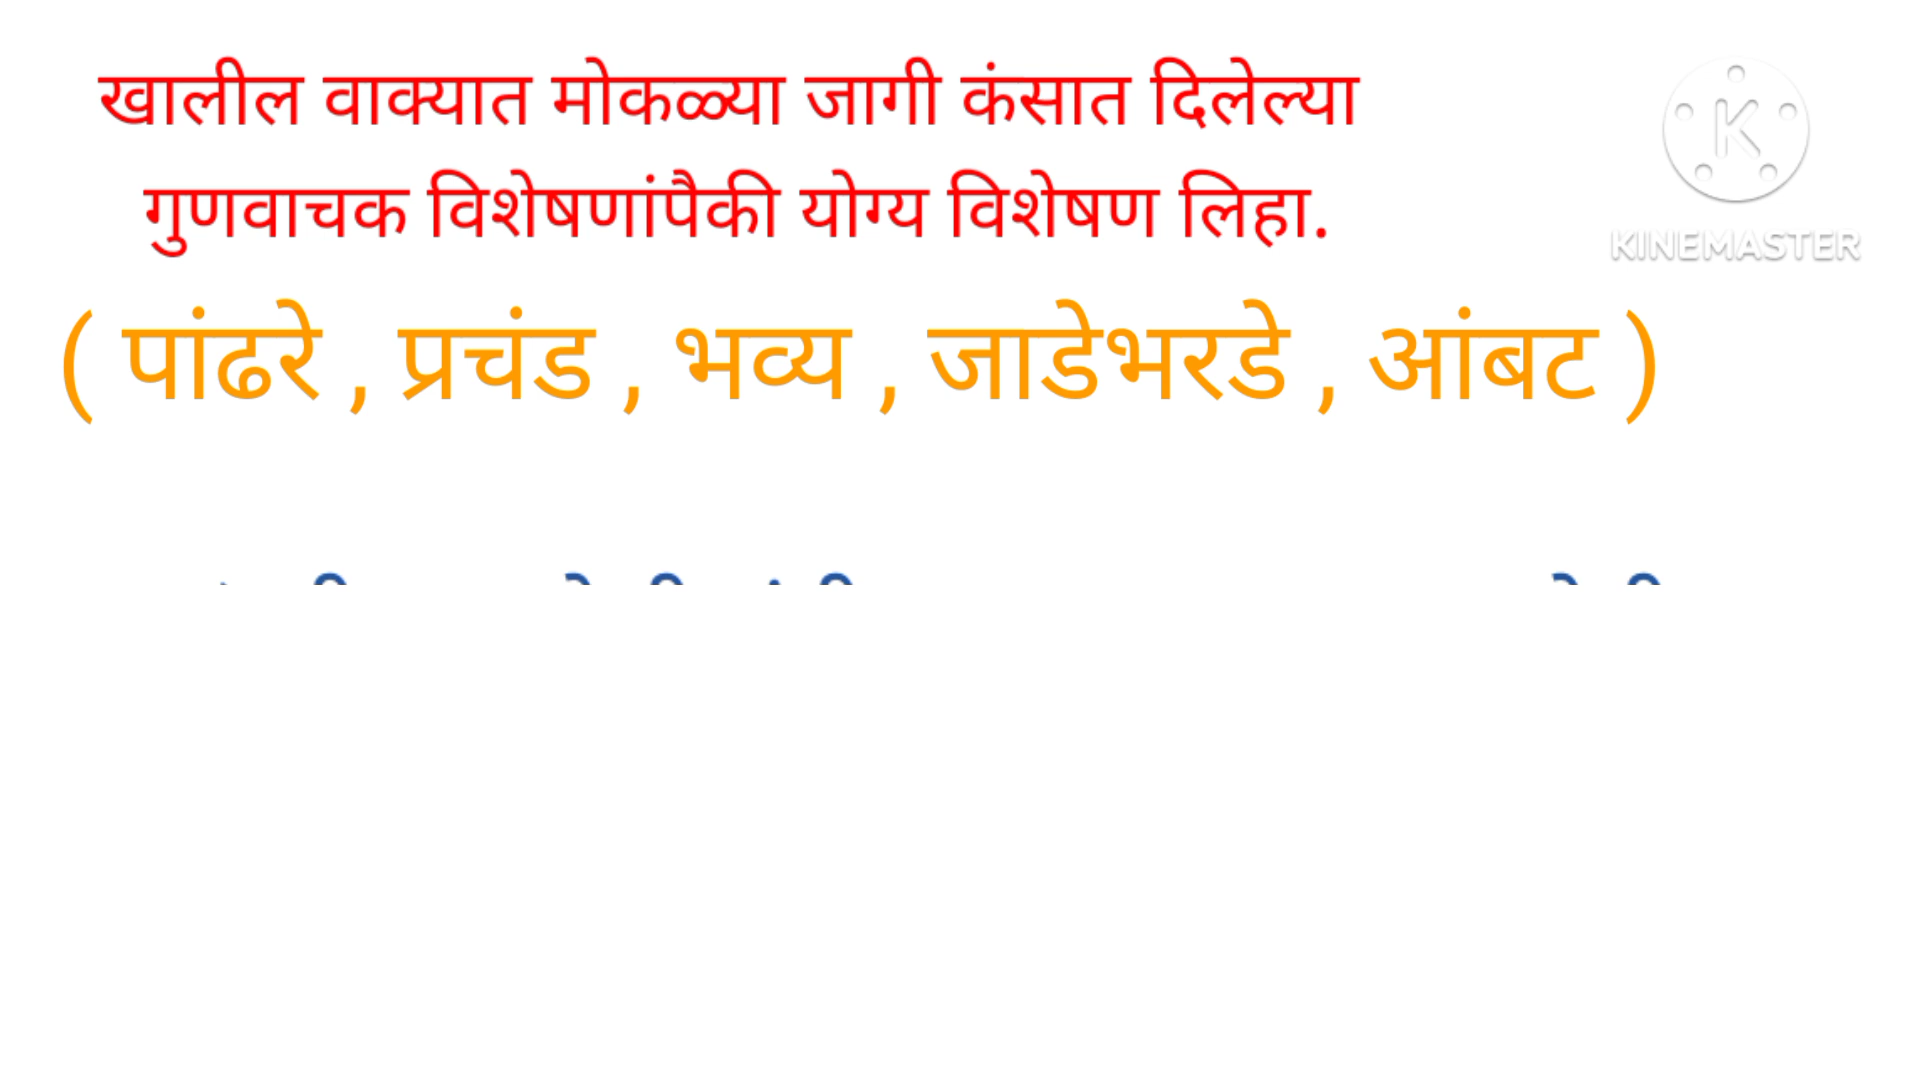 खालील वाक्यात मोकळ्या जागी कंसात दिलेल्या
गुणवाचक विशेषणांपैकी योग्य विशेषण लिहा.
( पांढरे , प्रचंड , भव्य , जाडेभरडे , आंबट )
KINEMASTER